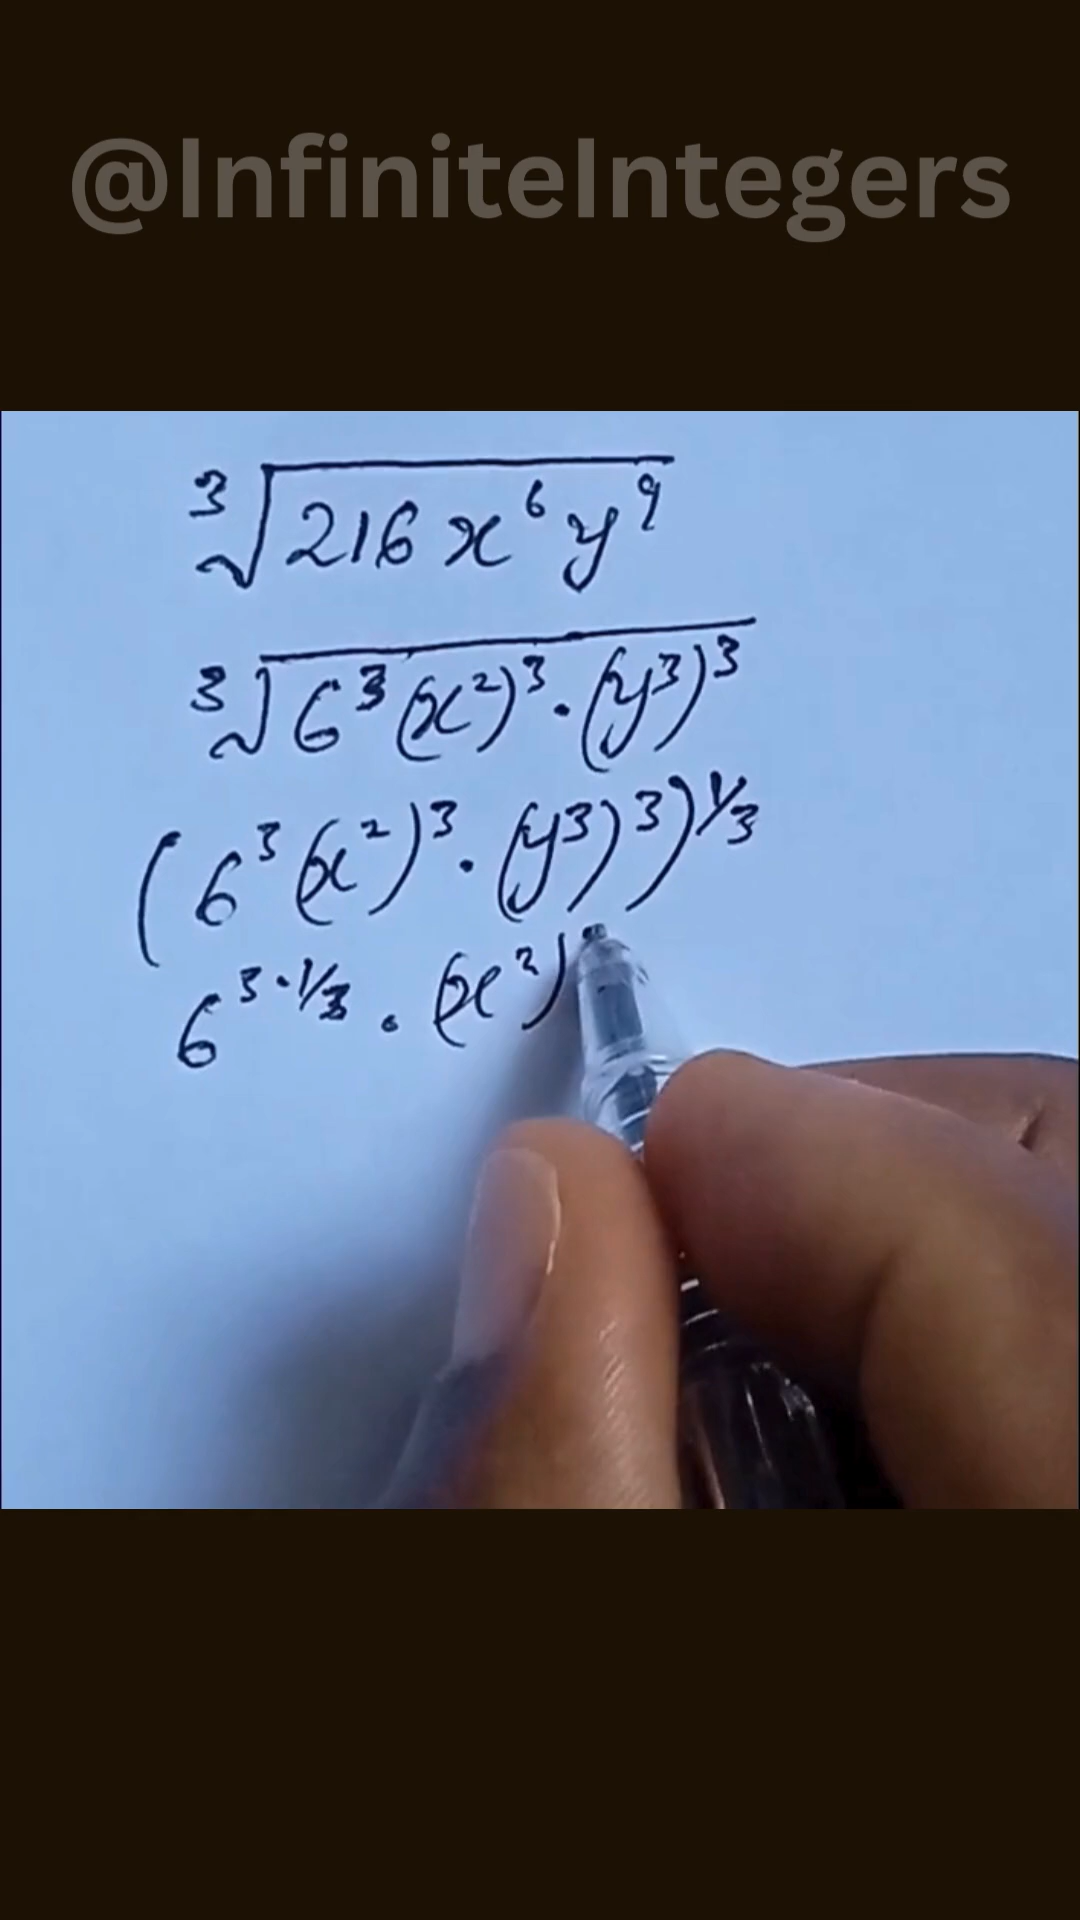 @InfiniteIntegers
∛(216x⁶y⁹)
∛(6³(x²)³·(y³)³)
(6³(x²)³·(y³)³)^1/3
6^3·1/3 · (x²)